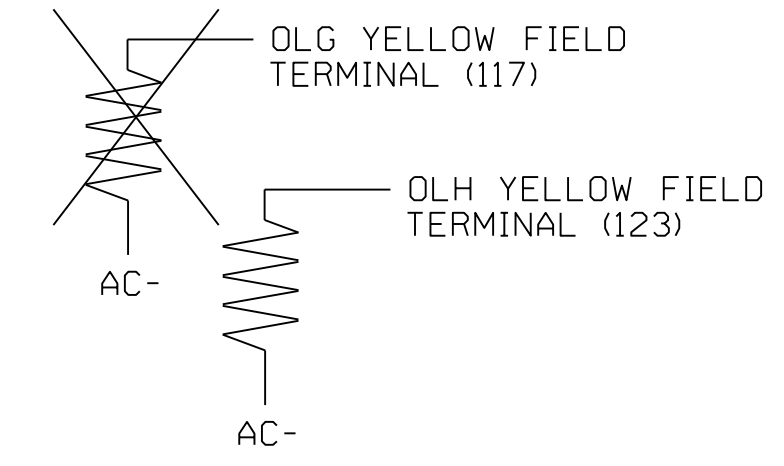 OLG YELLOW FIELD
TERMINAL (117)
OLH YELLOW FIELD
TERMINAL (123)
AC-
AC-